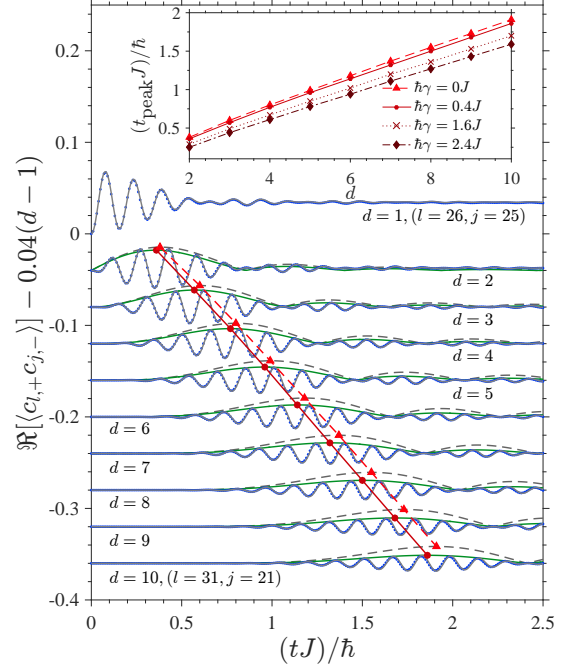 2
1.5
1
0.5
(t_peak J)/ħ
ħγ = 0J
ħγ = 0.4J
ħγ = 1.6J
ħγ = 2.4J
2 4 6 8 10
d
0.2
0.1
0
-0.1
-0.2
-0.3
-0.4
ℜ[⟨c_{l,+}c_{j,−}⟩] − 0.04(d − 1)
d = 1, (l = 26, j = 25)
d = 2
d = 3
d = 4
d = 5
d = 6
d = 7
d = 8
d = 9
d = 10, (l = 31, j = 21)
0 0.5 1 1.5 2 2.5
(tJ)/ħ